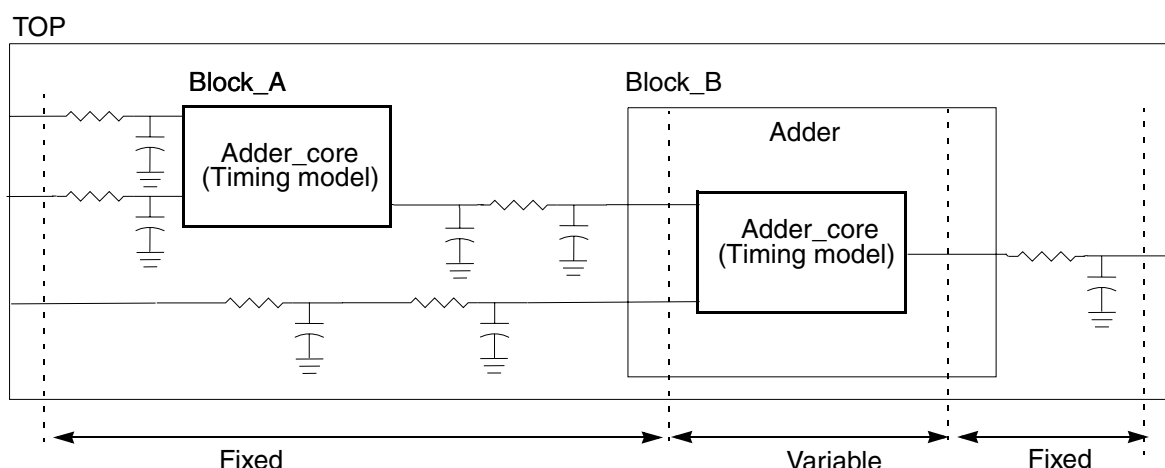 TOP
Block_A
Block_B
Adder
Adder_core
(Timing model)
Adder_core
(Timing model)
Fixed
Variable
Fixed